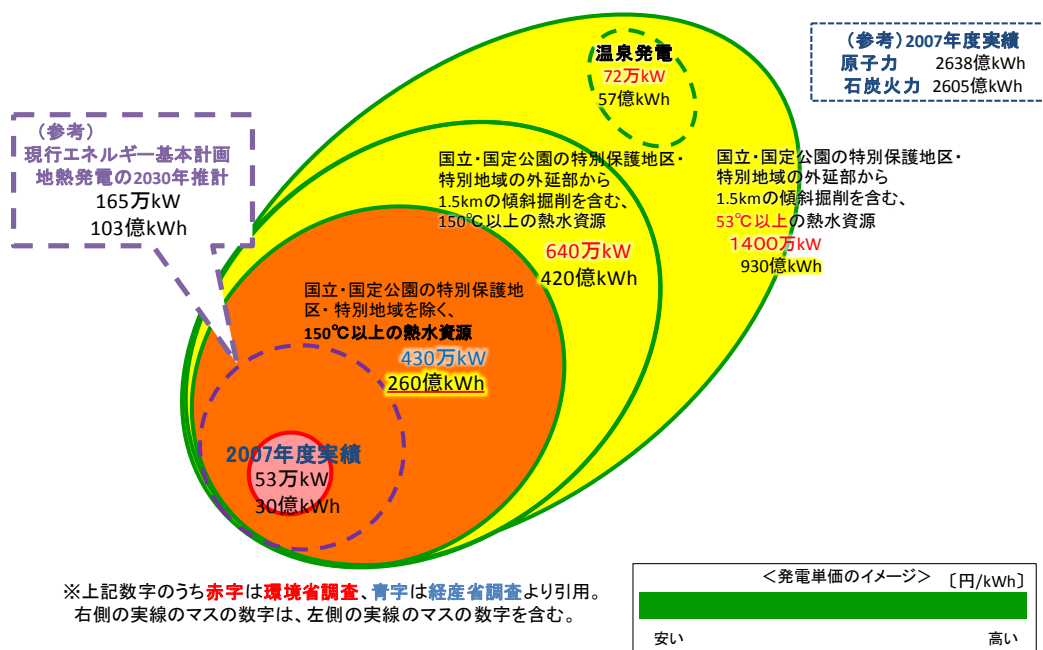 温泉発電
72万kW
57億kWh
(参考)2007年度実績
原子力 2638億kWh
石炭火力 2605億kWh
(参考)
現行エネルギー基本計画
地熱発電の2030年推計
165万kW
103億kWh
国立・国定公園の特別保護地区・
特別地域の外延部から
1.5kmの傾斜掘削を含む、
150℃以上の熱水資源
640万kW
420億kWh
国立・国定公園の特別保護地区・
特別地域の外延部から
1.5kmの傾斜掘削を含む、
53℃以上の熱水資源
1400万kW
930億kWh
国立・国定公園の特別保護地
区・特別地域を除く、
150℃以上の熱水資源
430万kW
260億kWh
2007年度実績
53万kW
30億kWh
※上記数字のうち赤字は環境省調査、青字は経産省調査より引用。
右側の実線のマスの数字は、左側の実線のマスの数字を含む。
<発電単価のイメージ> 〔円/kWh〕
安い 高い